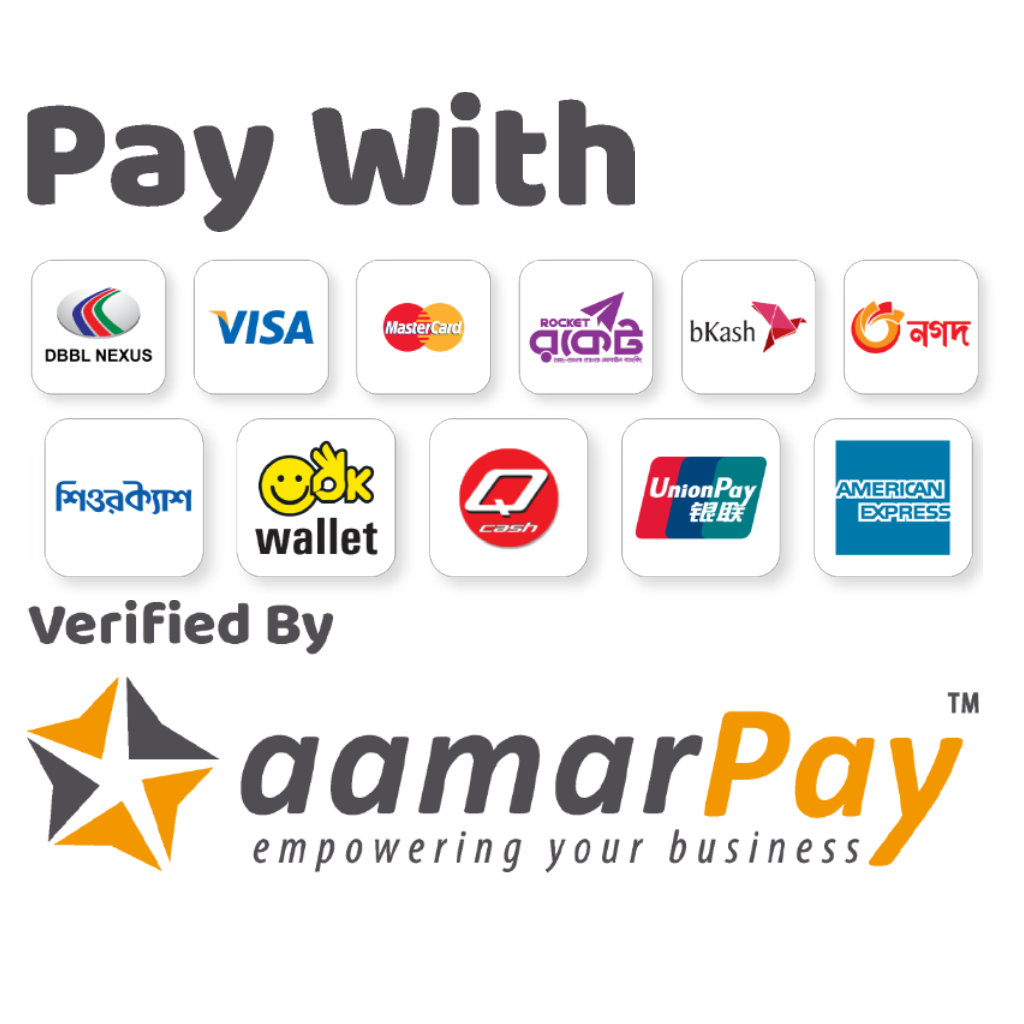 Pay With
DBBL NEXUS
VISA
MasterCard
ROCKET
রকেট
bKash
নগদ
শিওরক্যাশ
OK
wallet
Q
cash
UnionPay
银联
AMERICAN
EXPRESS
Verified By
TM
aamarPay
empowering your business